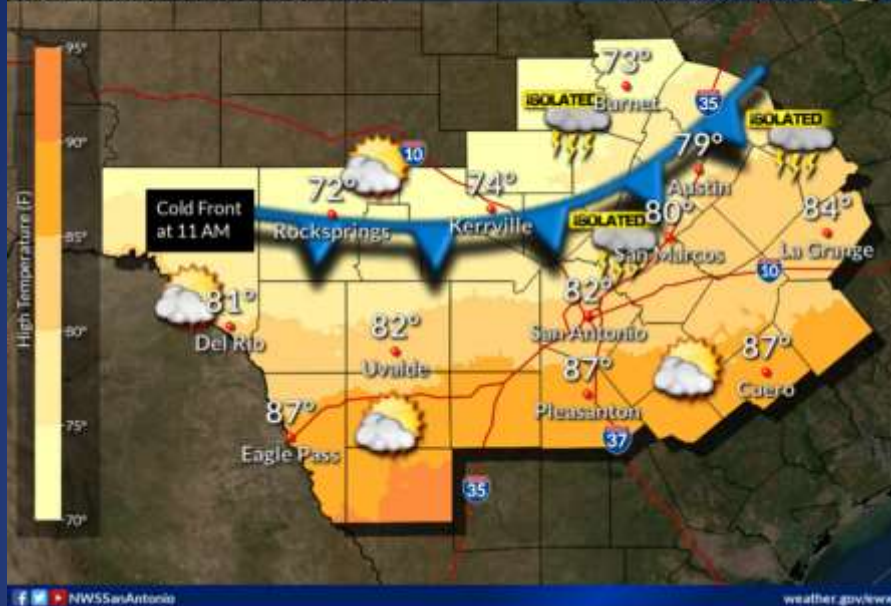 High Temperature (F)
95°
90°
85°
80°
75°
70°
73°
ISOLATED
Burnet
35
ISOLATED
79°
10
72°
74°
Austin
Cold Front
at 11 AM
Rocksprings
Kerrville
ISOLATED
80°
84°
San Marcos
La Grange
10
81°
82°
Del Rio
82°
San Antonio
Uvalde
87°
87°
87°
Cuero
Pleasanton
Eagle Pass
37
35
NWSSanAntonio
weather.gov/ewx